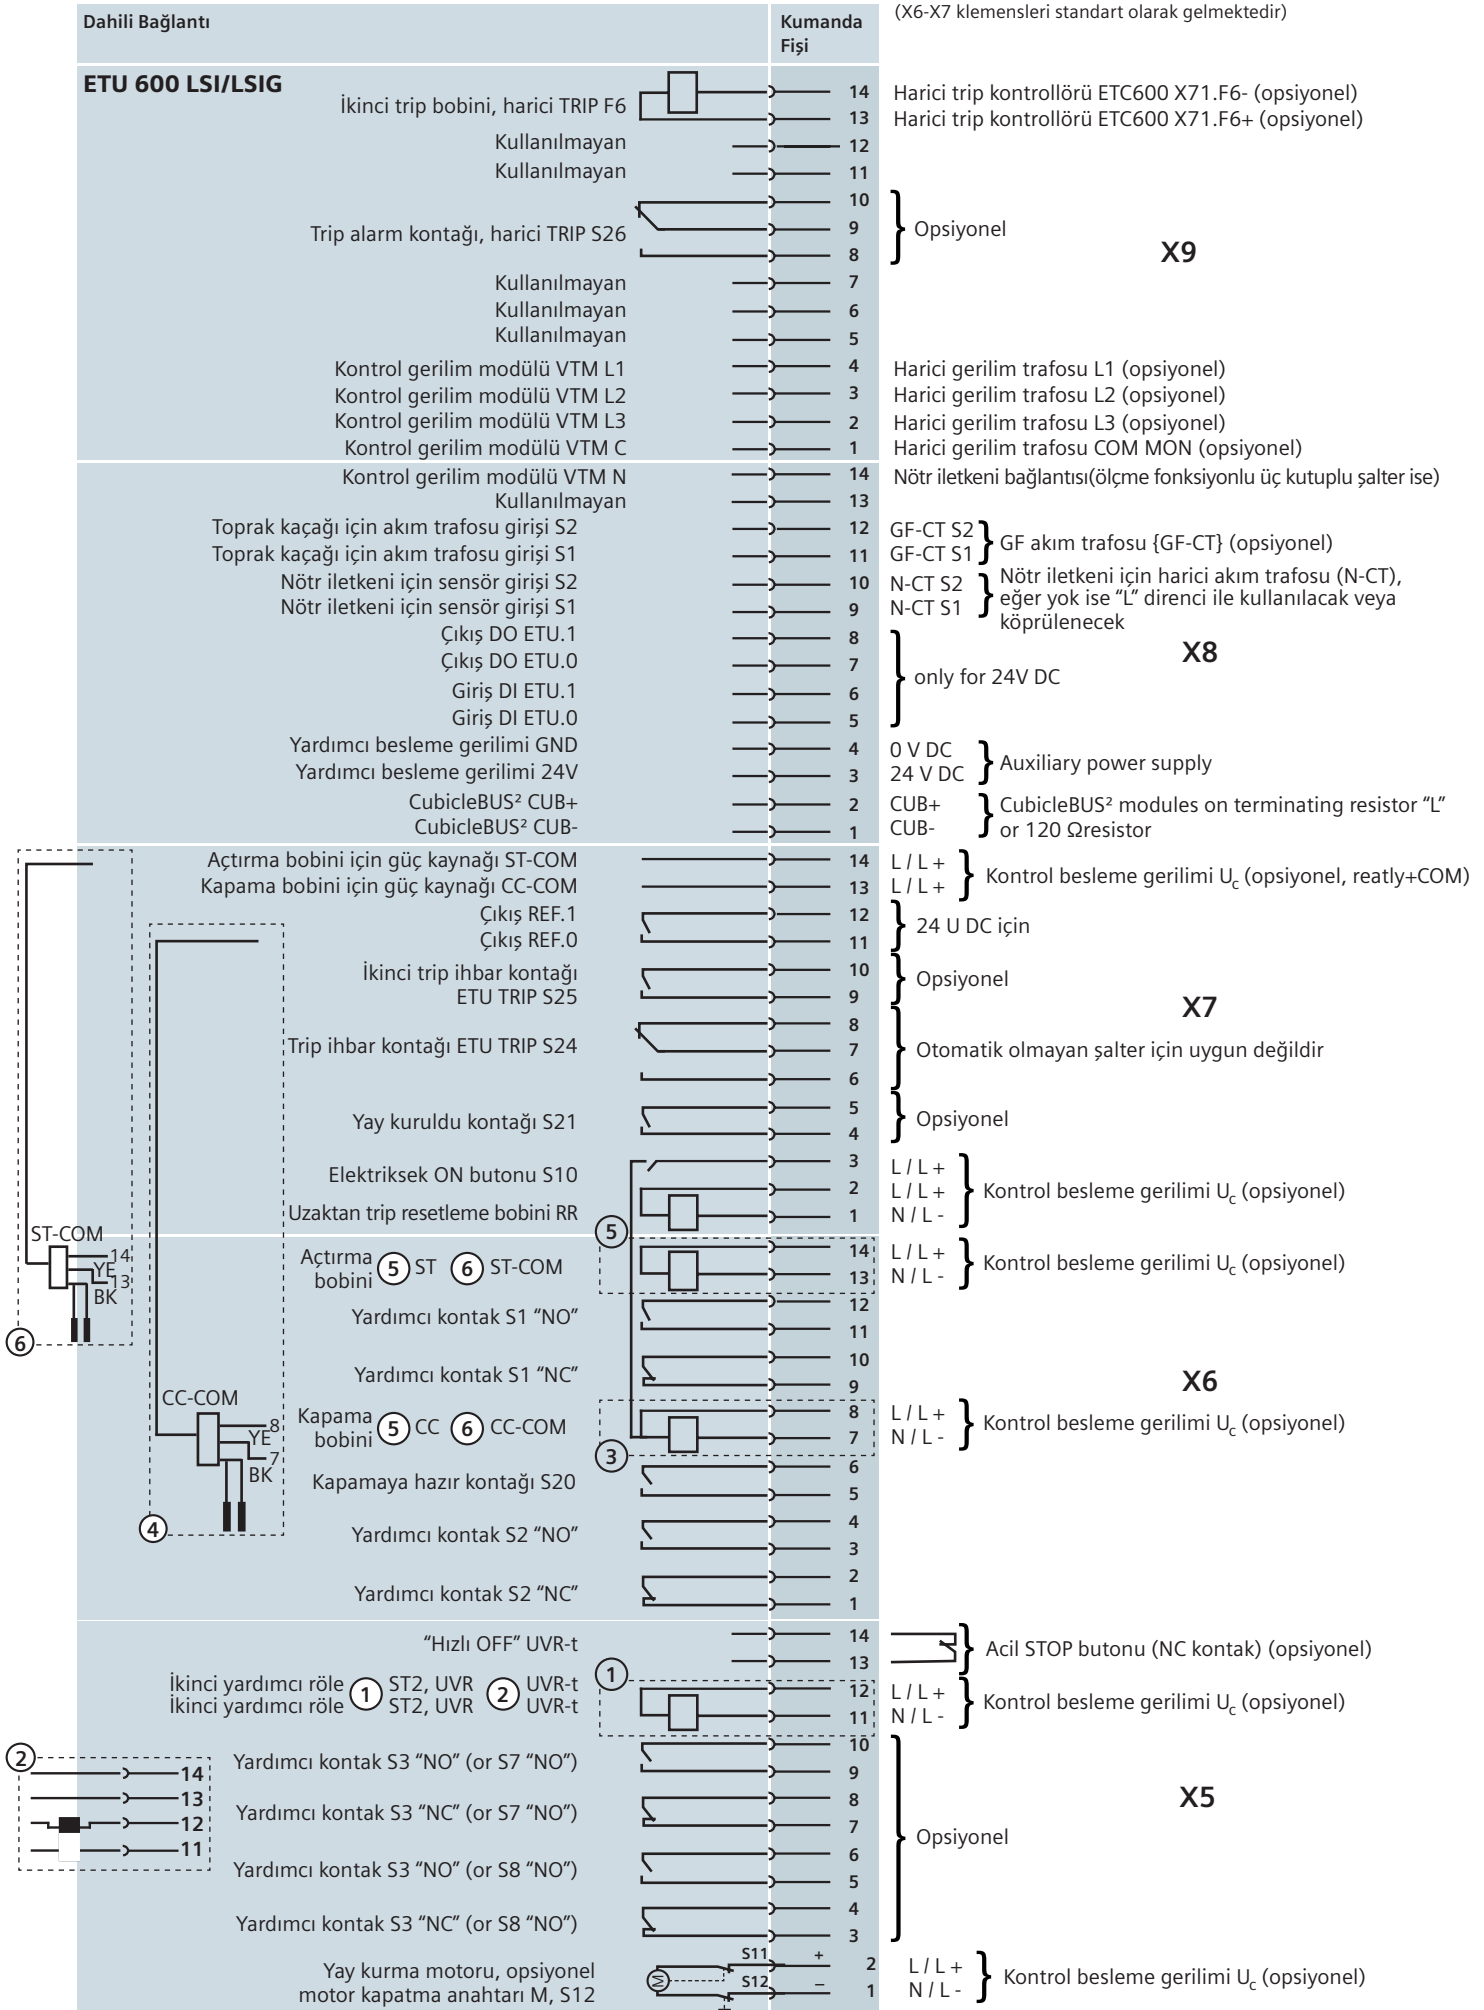 Dahili Bağlantı
Kumanda
Fişi
(X6-X7 klemensleri standart olarak gelmektedir)
ETU 600 LSI/LSIG
İkinci trip bobini, harici TRIP F6
14 Harici trip kontrollörü ETC600 X71.F6- (opsiyonel)
13 Harici trip kontrollörü ETC600 X71.F6+ (opsiyonel)
Kullanılmayan 12
Kullanılmayan 11
10
Trip alarm kontağı, harici TRIP S26 9 Opsiyonel
8
X9
Kullanılmayan 7
Kullanılmayan 6
Kullanılmayan 5
Kontrol gerilim modülü VTM L1 4 Harici gerilim trafosu L1 (opsiyonel)
Kontrol gerilim modülü VTM L2 3 Harici gerilim trafosu L2 (opsiyonel)
Kontrol gerilim modülü VTM L3 2 Harici gerilim trafosu L3 (opsiyonel)
Kontrol gerilim modülü VTM C 1 Harici gerilim trafosu COM MON (opsiyonel)
Kontrol gerilim modülü VTM N 14 Nötr iletkeni bağlantısı(ölçme fonksiyonlu üç kutuplu şalter ise)
Kullanılmayan 13
Toprak kaçağı için akım trafosu girişi S2 12 GF-CT S2
Toprak kaçağı için akım trafosu girişi S1 11 GF-CT S1
GF akım trafosu {GF-CT} (opsiyonel)
Nötr iletkeni için sensör girişi S2 10 N-CT S2
Nötr iletkeni için sensör girişi S1 9 N-CT S1
Nötr iletkeni için harici akım trafosu (N-CT),
eğer yok ise "L" direnci ile kullanılacak veya
köprülenecek
Çıkış DO ETU.1 8
Çıkış DO ETU.0 7
X8
only for 24V DC
Giriş DI ETU.1 6
Giriş DI ETU.0 5
Yardımcı besleme gerilimi GND 4 0 V DC
Yardımcı besleme gerilimi 24V 3 24 V DC
Auxiliary power supply
CubicleBUS² CUB+ 2 CUB+
CubicleBUS² CUB- 1 CUB-
CubicleBUS² modules on terminating resistor "L"
or 120 Ωresistor
Açtırma bobini için güç kaynağı ST-COM 14 L / L +
Kapama bobini için güç kaynağı CC-COM 13 L / L +
Kontrol besleme gerilimi Uc (opsiyonel, reatly+COM)
Çıkış REF.1 12
Çıkış REF.0 11
24 U DC için
İkinci trip ihbar kontağı 10
ETU TRIP S25 9
Opsiyonel
X7
8
Trip ihbar kontağı ETU TRIP S24 7 Otomatik olmayan şalter için uygun değildir
6
Yay kuruldu kontağı S21 5
4
Opsiyonel
Elektriksek ON butonu S10 3 L / L +
2 L / L +
Uzaktan trip resetleme bobini RR 1 N / L -
Kontrol besleme gerilimi Uc (opsiyonel)
5
ST-COM
14
YE
13
BK
6
Açtırma
bobini 5 ST 6 ST-COM
14 L / L +
13 N / L -
Kontrol besleme gerilimi Uc (opsiyonel)
Yardımcı kontak S1 "NO" 12
11
Yardımcı kontak S1 "NC" 10
9
X6
CC-COM
8
YE
7
BK
4
Kapama
bobini 5 CC 6 CC-COM
8 L / L +
7 N / L -
Kontrol besleme gerilimi Uc (opsiyonel)
3
Kapamaya hazır kontağı S20 6
5
Yardımcı kontak S2 "NO" 4
3
Yardımcı kontak S2 "NC" 2
1
"Hızlı OFF" UVR-t 14
13
Acil STOP butonu (NC kontak) (opsiyonel)
1
İkinci yardımcı röle 1 ST2, UVR 2 UVR-t 12 L / L +
İkinci yardımcı röle ST2, UVR UVR-t 11 N / L -
Kontrol besleme gerilimi Uc (opsiyonel)
2
14
13
12
11
Yardımcı kontak S3 "NO" (or S7 "NO") 10
9
Yardımcı kontak S3 "NC" (or S7 "NO") 8
7
X5
Opsiyonel
Yardımcı kontak S3 "NO" (or S8 "NO") 6
5
Yardımcı kontak S3 "NC" (or S8 "NO") 4
3
Yay kurma motoru, opsiyonel
motor kapatma anahtarı M, S12
M
S11 + 2 L / L +
S12 – 1 N / L -
Kontrol besleme gerilimi Uc (opsiyonel)